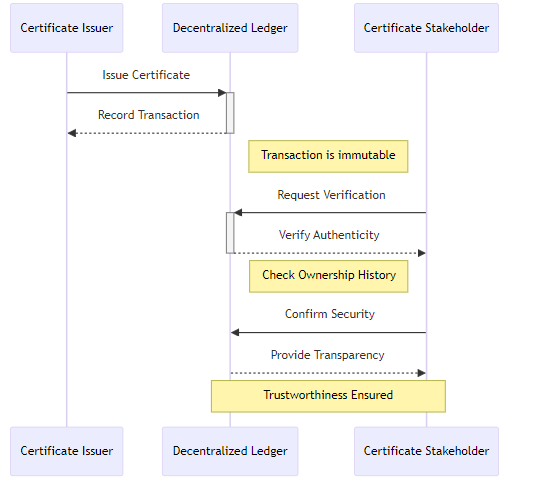 Certificate Issuer
Decentralized Ledger
Certificate Stakeholder
Issue Certificate
Record Transaction
Transaction is immutable
Request Verification
Verify Authenticity
Check Ownership History
Confirm Security
Provide Transparency
Trustworthiness Ensured
Certificate Issuer
Decentralized Ledger
Certificate Stakeholder